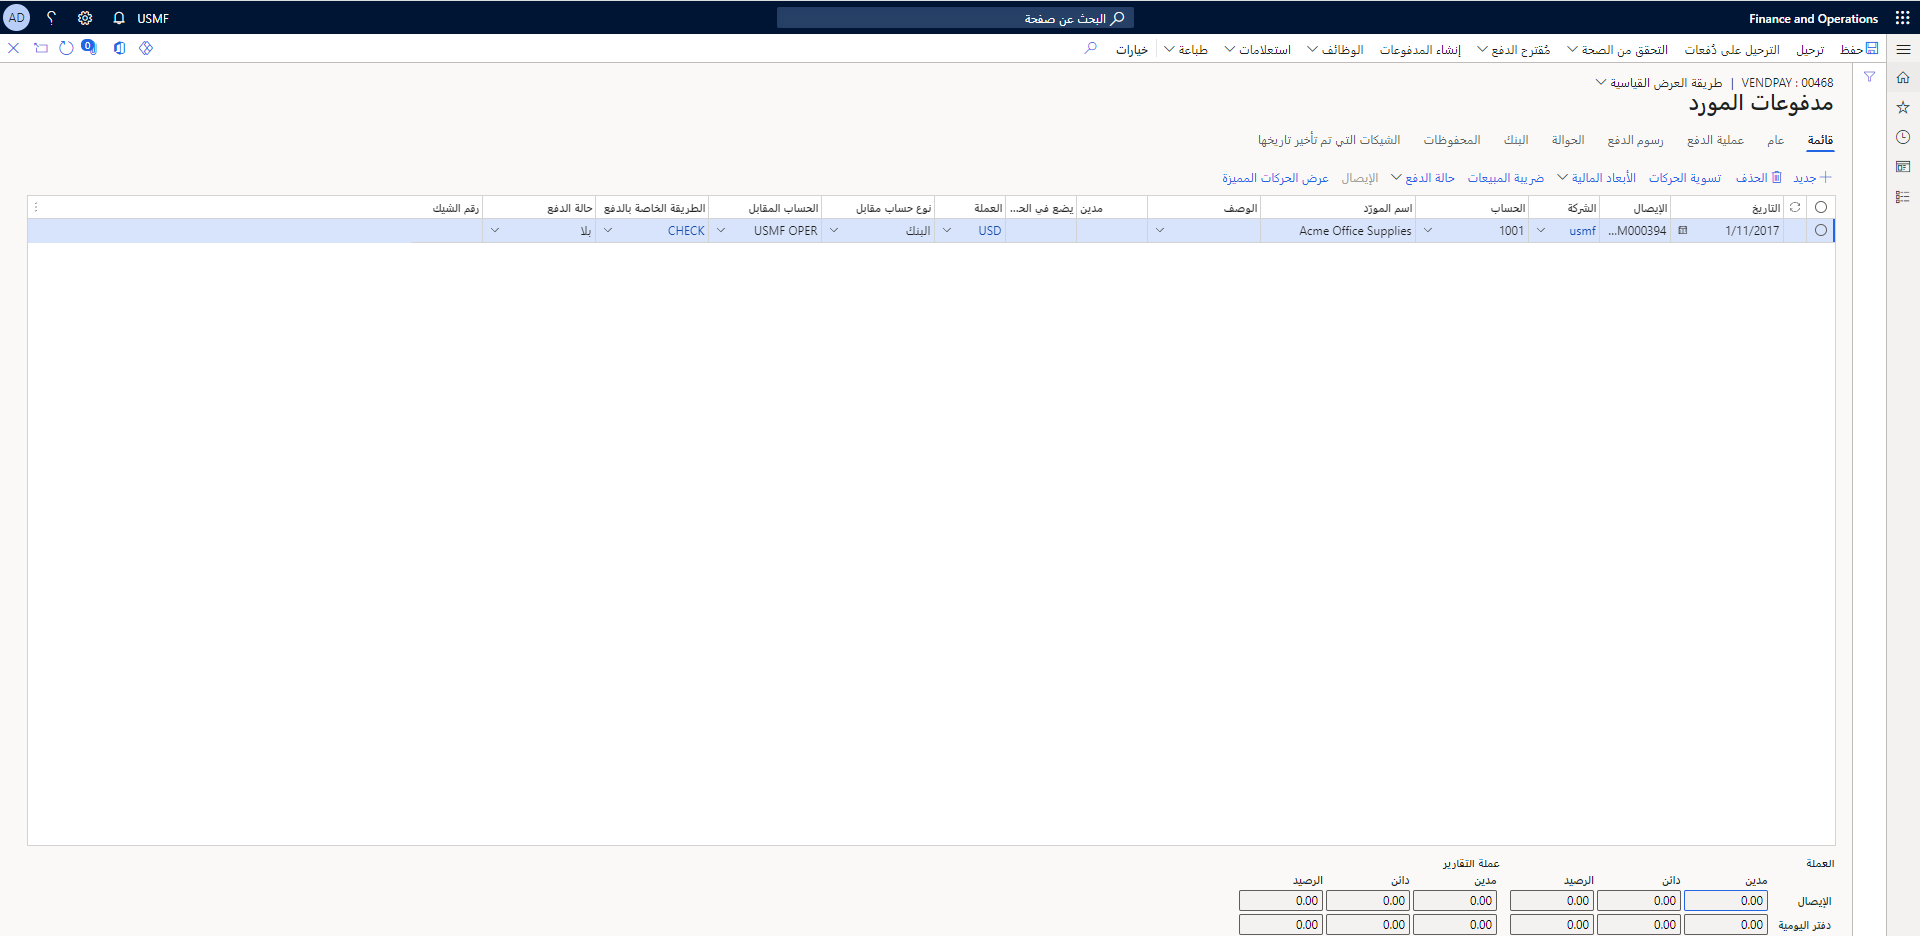 Finance and Operations
البحث عن صفحة
USMF
AD
حفظ
ترحيل
الترحيل على دُفعات
التحقق من الصحة
مُقترح الدفع
إنشاء المدفوعات
الوظائف
استعلامات
طباعة
خيارات
0
VENDPAY : 00468 | طريقة العرض القياسية
مدفوعات المورد
قائمة
عام
عملية الدفع
رسوم الدفع
الحوالة
البنك
المحفوظات
الشيكات التي تم تأخير تاريخها
جديد
الحذف
تسوية الحركات
الأبعاد المالية
ضريبة المبيعات
حالة الدفع
الإيصال
عرض الحركات المميزة
التاريخ الإيصال الشركة الحساب اسم المورّد الوصف مدين يضع في الحـ... العملة نوع حساب مقابل الحساب المقابل الطريقة الخاصة بالدفع حالة الدفع رقم الشيك
1/11/2017 ...M000394 usmf 1001 Acme Office Supplies USD البنك USMF OPER CHECK بلا
العملة عملة التقارير
مدين دائن الرصيد مدين دائن الرصيد
الإيصال 0.00 0.00 0.00 0.00 0.00 0.00
دفتر اليومية 0.00 0.00 0.00 0.00 0.00 0.00